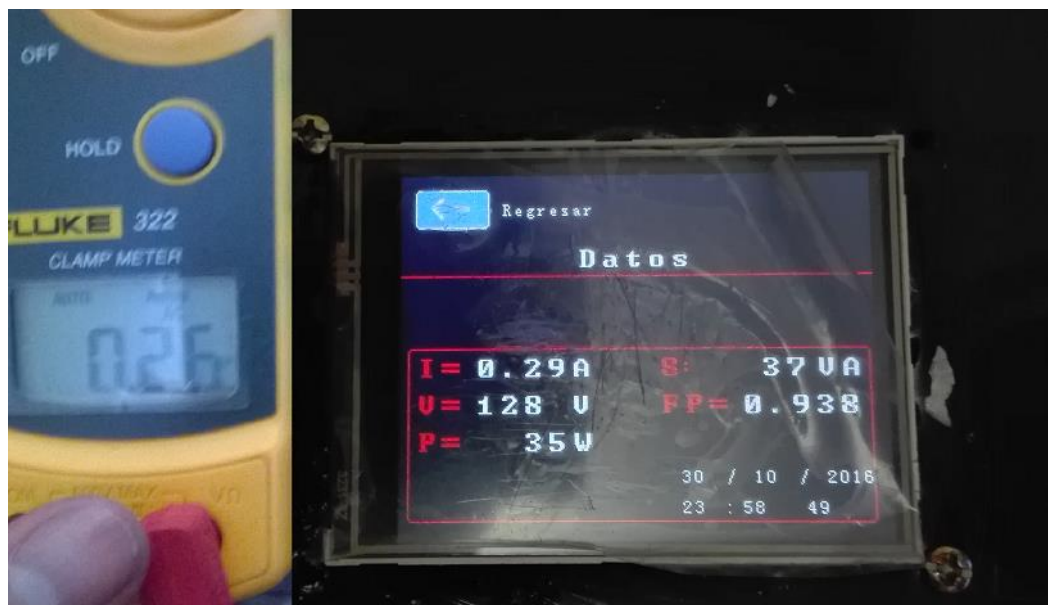 OFF
HOLD
FLUKE 322
CLAMP METER
AUTO
0.26
Regresar
Datos
I= 0.29A S: 37VA
V= 128 V FP= 0.938
P= 35W
30 / 10 / 2016
23 : 58 49